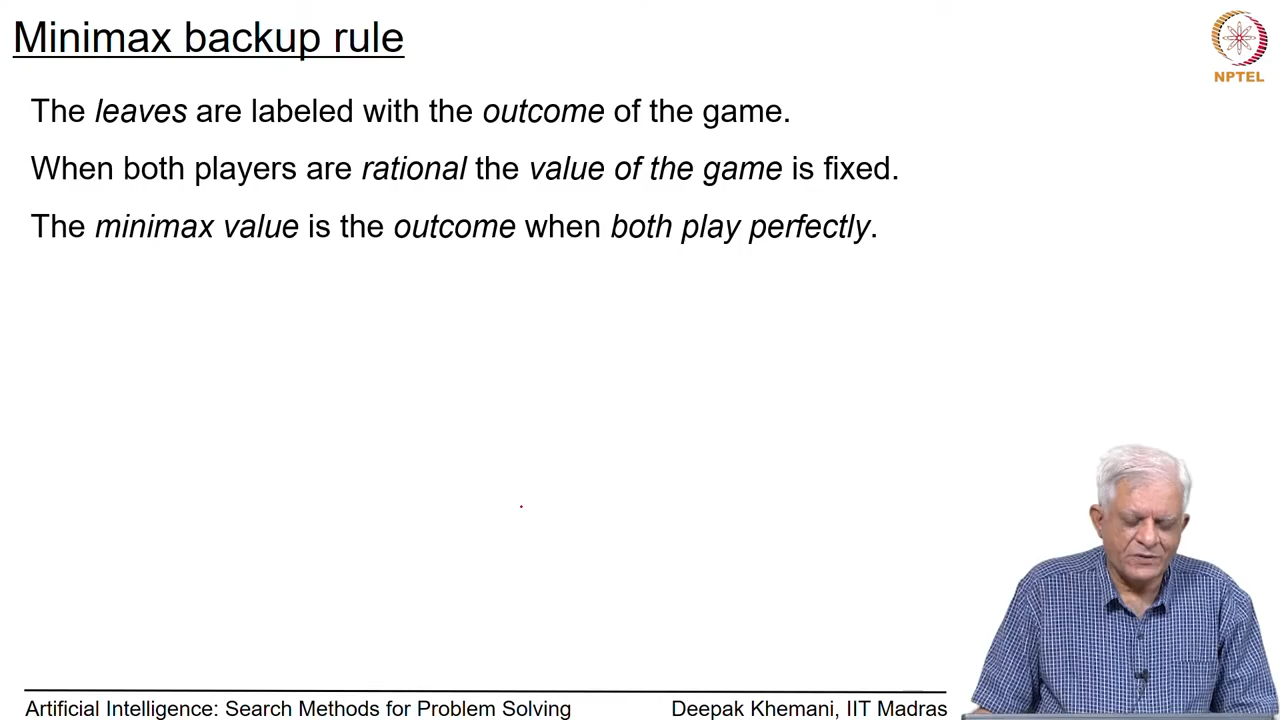 Minimax backup rule
NPTEL
The leaves are labeled with the outcome of the game.
When both players are rational the value of the game is fixed.
The minimax value is the outcome when both play perfectly.
Artificial Intelligence: Search Methods for Problem Solving
Deepak Khemani, IIT Madras